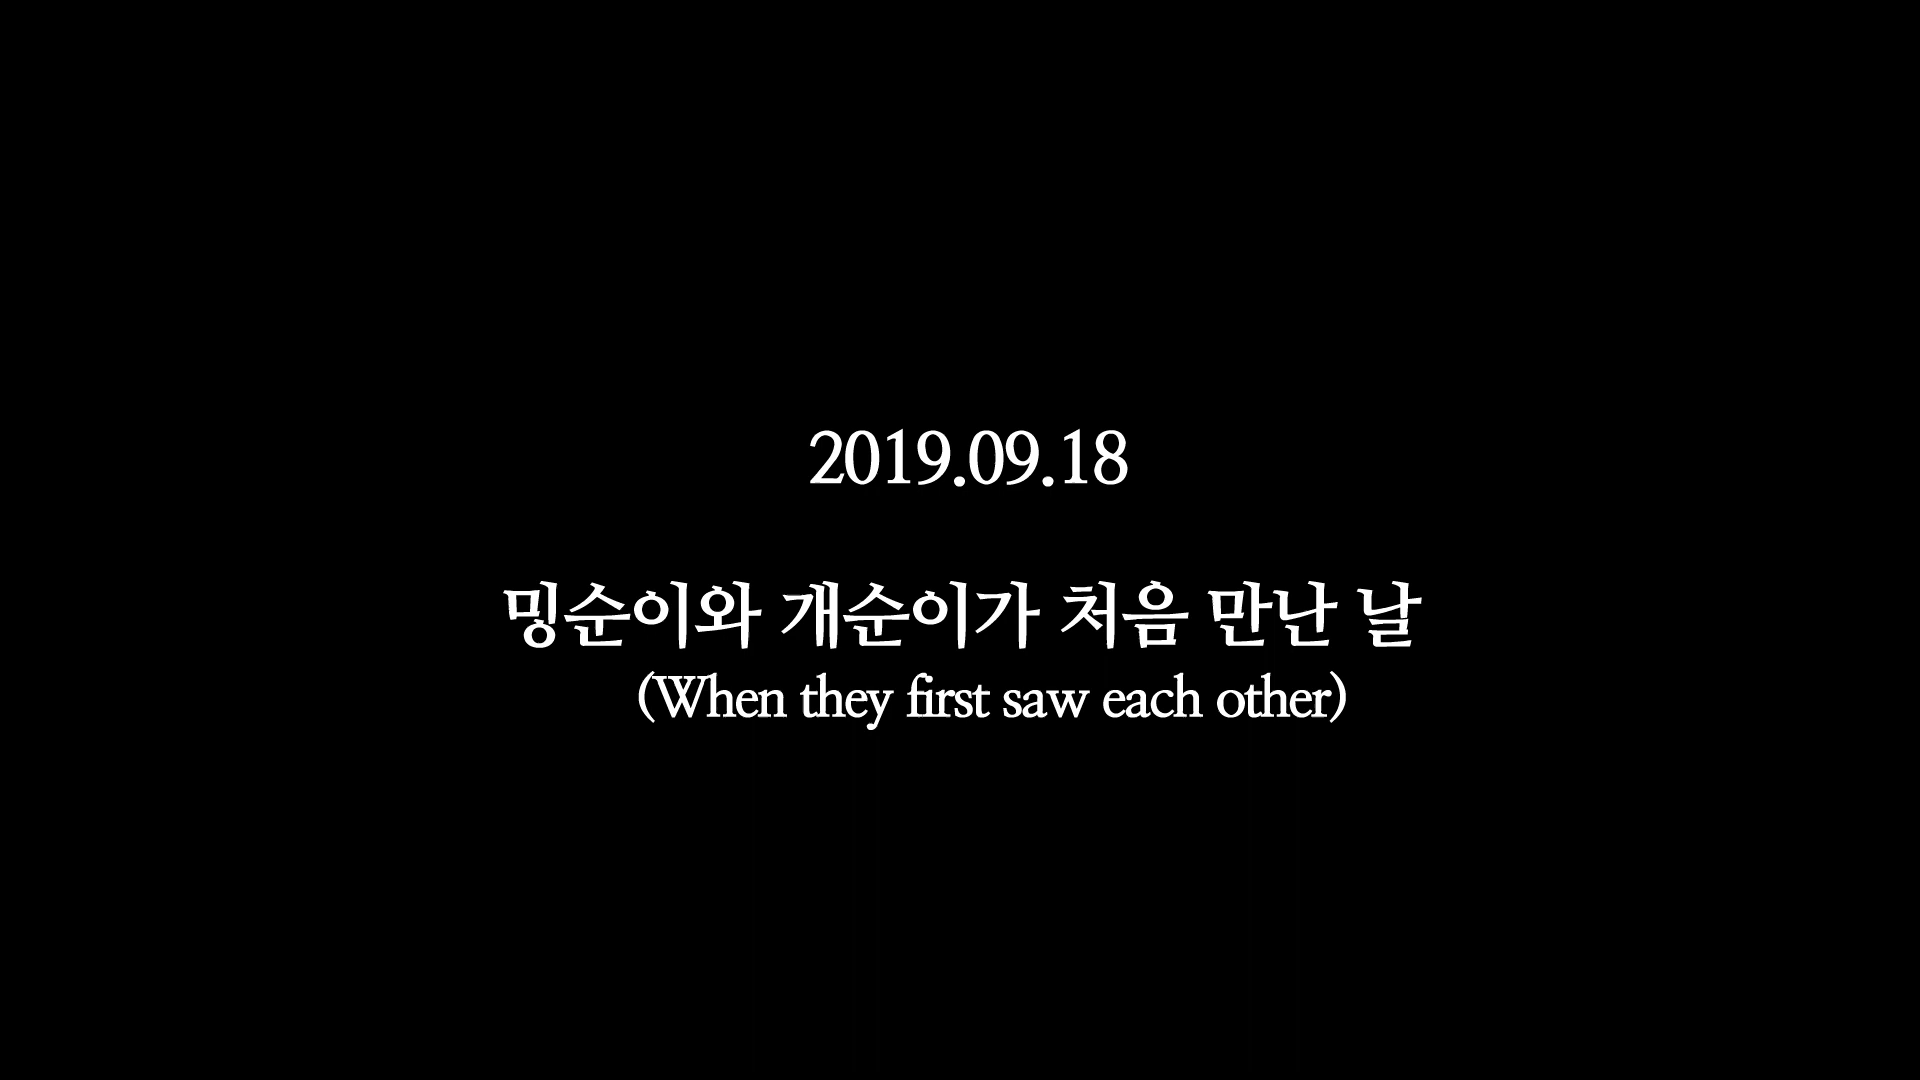 2019.09.18
밍순이와 개순이가 처음 만난 날
(When they first saw each other)